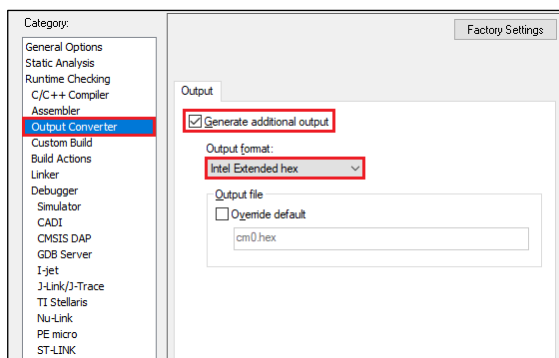 Category:
Factory Settings
General Options
Static Analysis
Runtime Checking
C/C++ Compiler
Assembler
Output Converter
Custom Build
Build Actions
Linker
Debugger
Simulator
CADI
CMSIS DAP
GDB Server
I-jet
J-Link/J-Trace
TI Stellaris
Nu-Link
PE micro
ST-LINK
Output
Generate additional output
Output format:
Intel Extended hex
Output file
Override default
cm0.hex